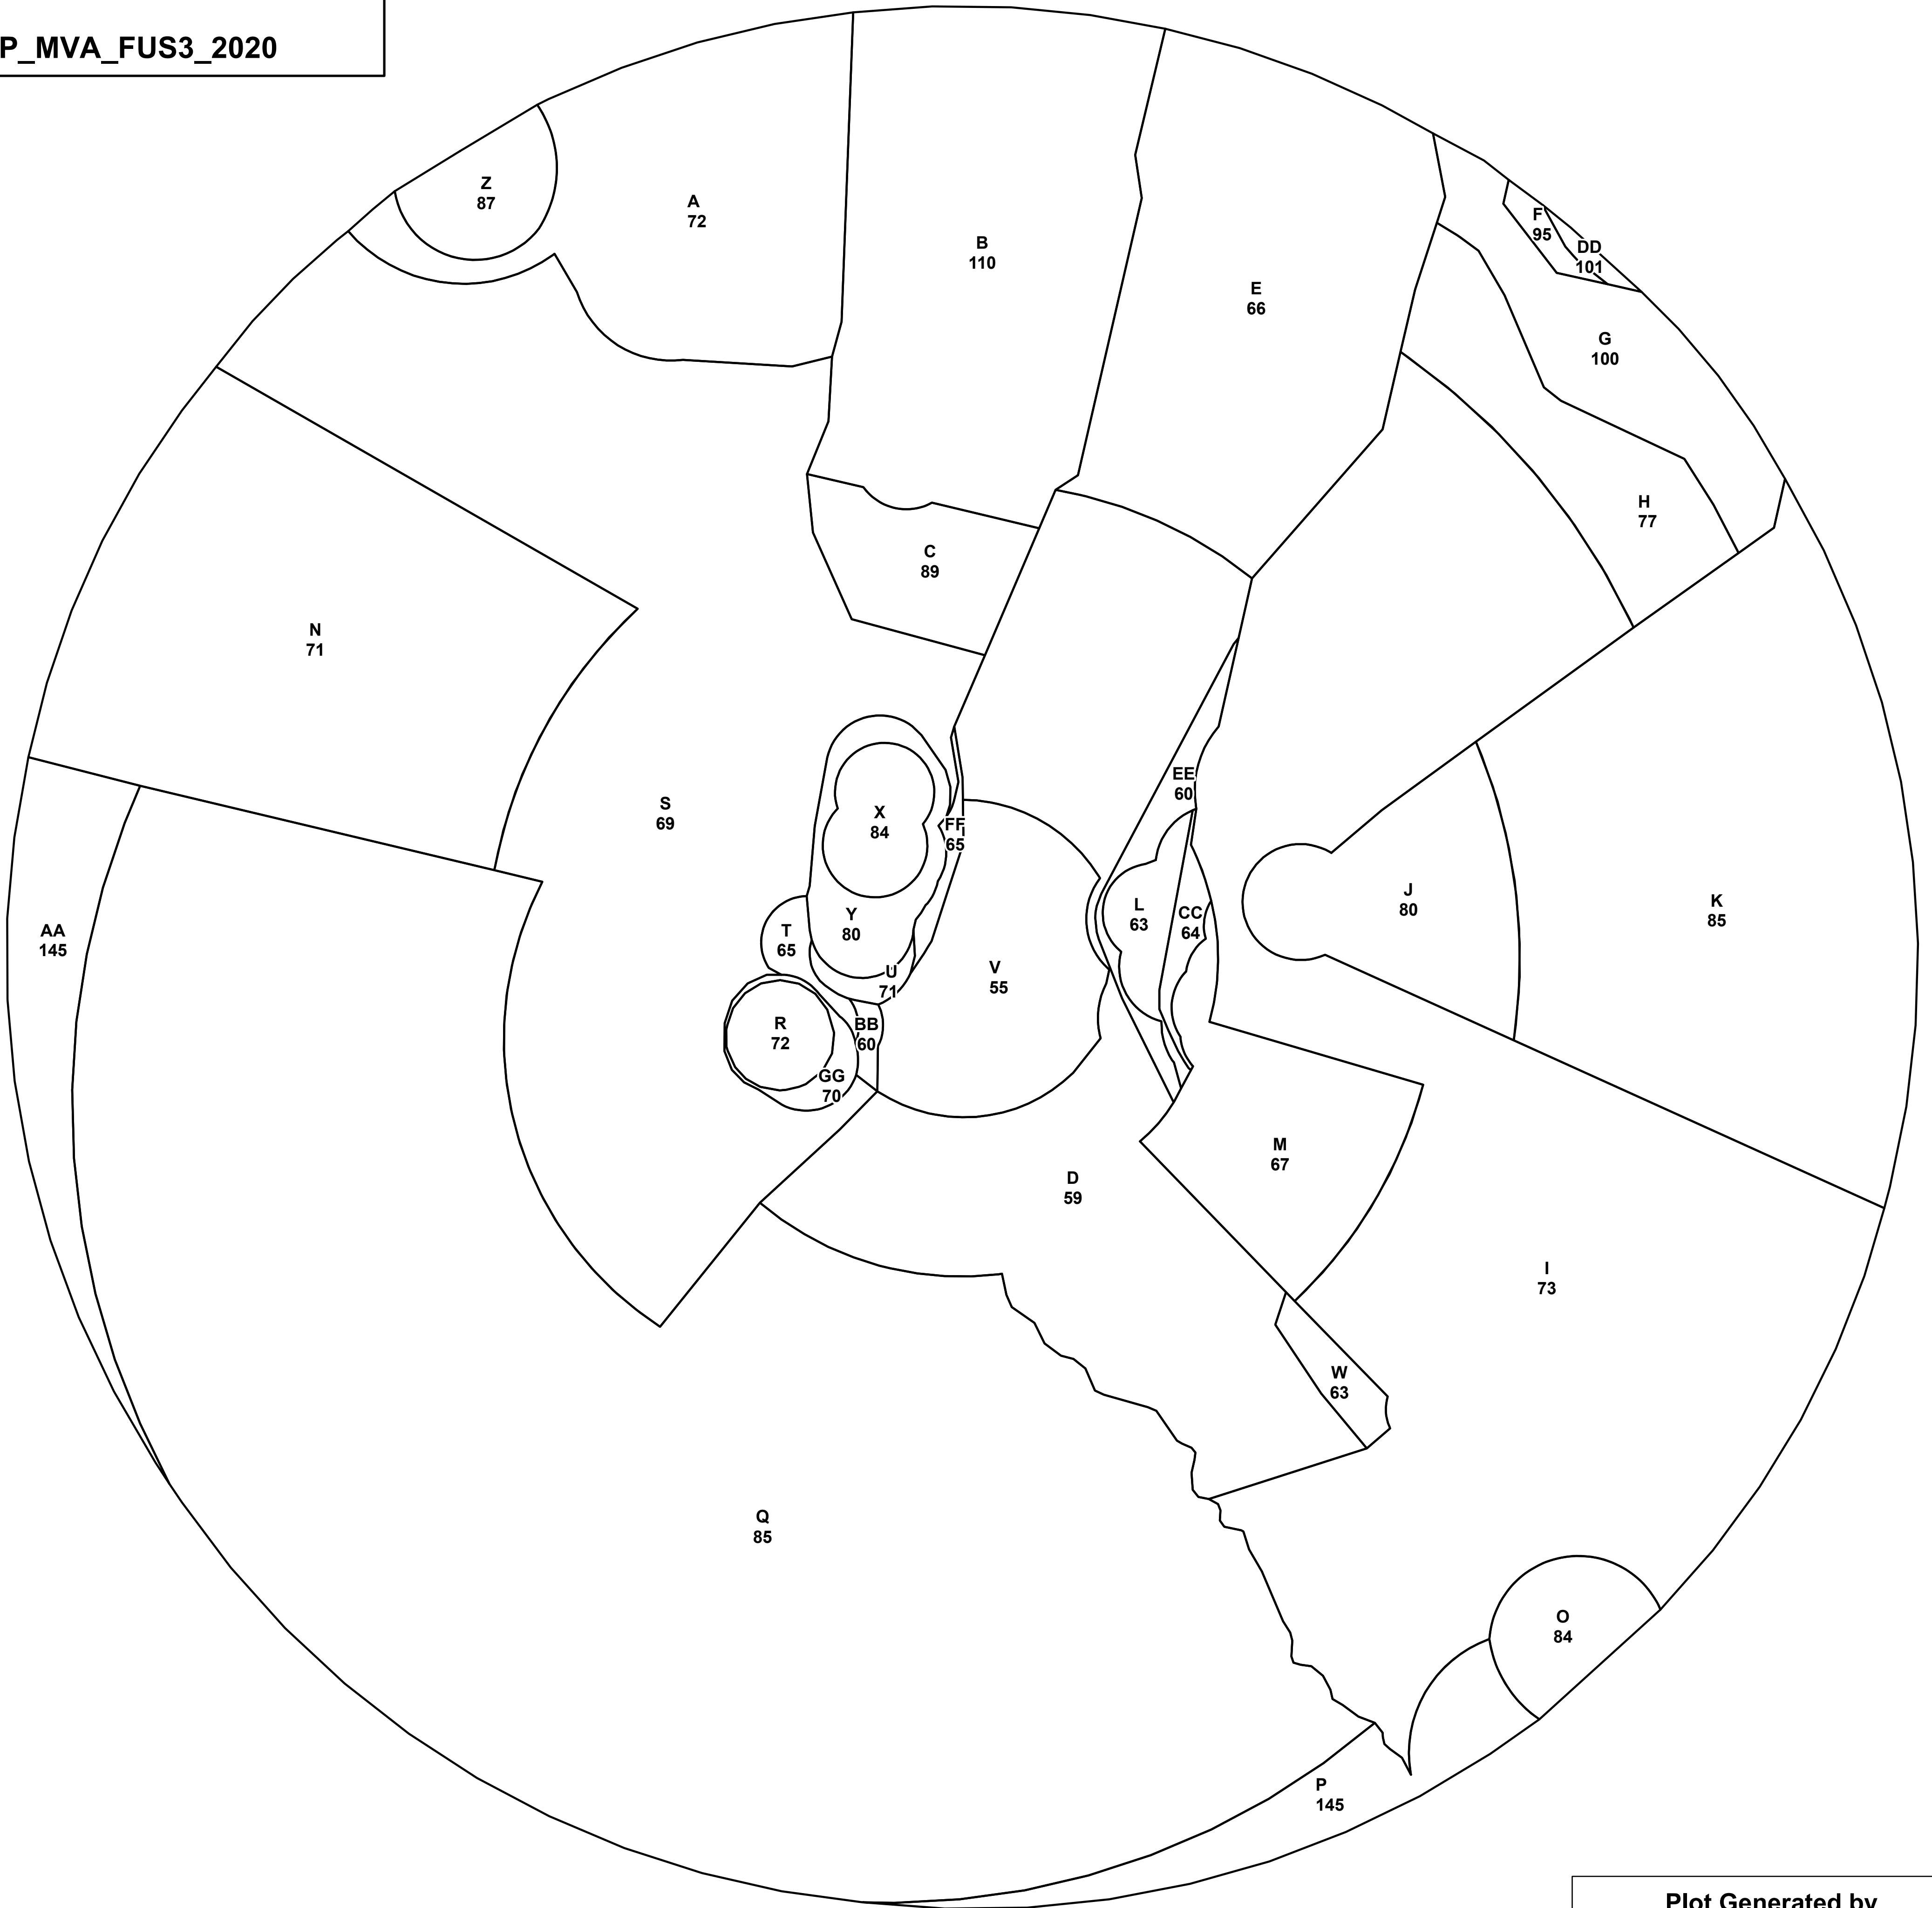 P_MVA_FUS3_2020
Z
87
A
72
B
110
E
66
F
95
DD
101
G
100
H
77
C
89
N
71
S
69
EE
60
X
84
FF
65
J
80
K
85
L
63
CC
64
Y
80
T
65
AA
145
U
71
V
55
R
72
BB
60
GG
70
M
67
D
59
I
73
W
63
Q
85
O
84
P
145
Plot Generated by